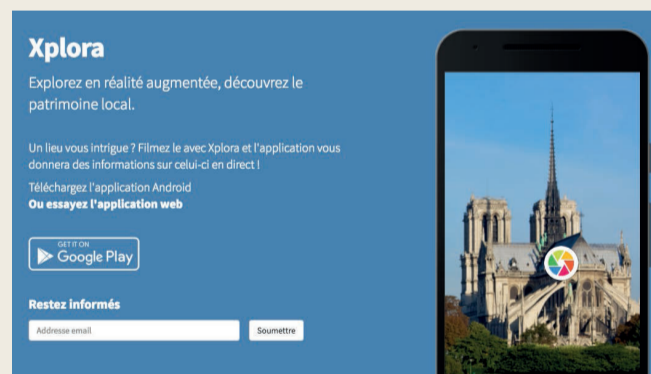 Xplora
Explorez en réalité augmentée, découvrez le
patrimoine local.
Un lieu vous intrigue ? Filmez le avec Xplora et l'application vous
donnera des informations sur celui-ci en direct !
Téléchargez l'application Android
Ou essayez l'application web
GET IT ON
Google Play
Restez informés
Addresse email
Soumettre